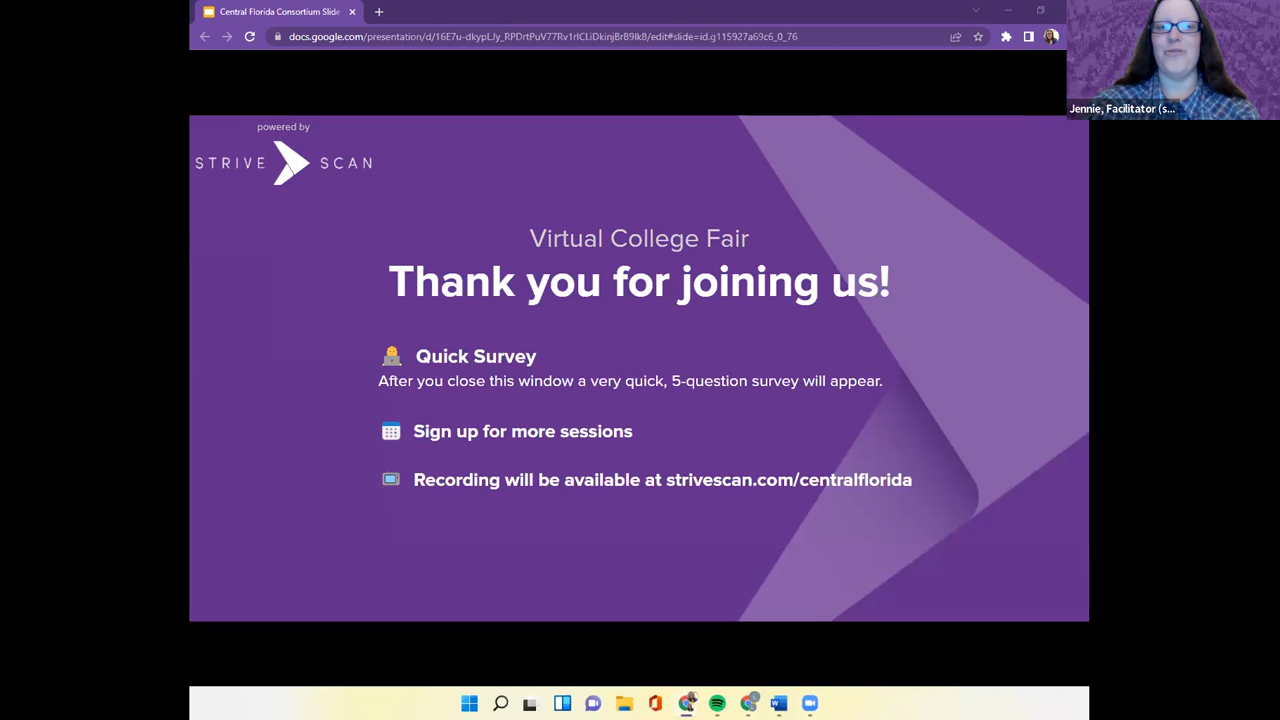 Central Florida Consortium Slide
docs.google.com/presentation/d/16E7u-dkypLJy_RPDrtPuV77Rv1rlCLiDkinjBrB9Ik8/edit#slide=id.g115927a69c6_0_76
Jennie, Facilitator (s...
powered by
STRIVE SCAN
Virtual College Fair
Thank you for joining us!
Quick Survey
After you close this window a very quick, 5-question survey will appear.
Sign up for more sessions
Recording will be available at strivescan.com/centralflorida